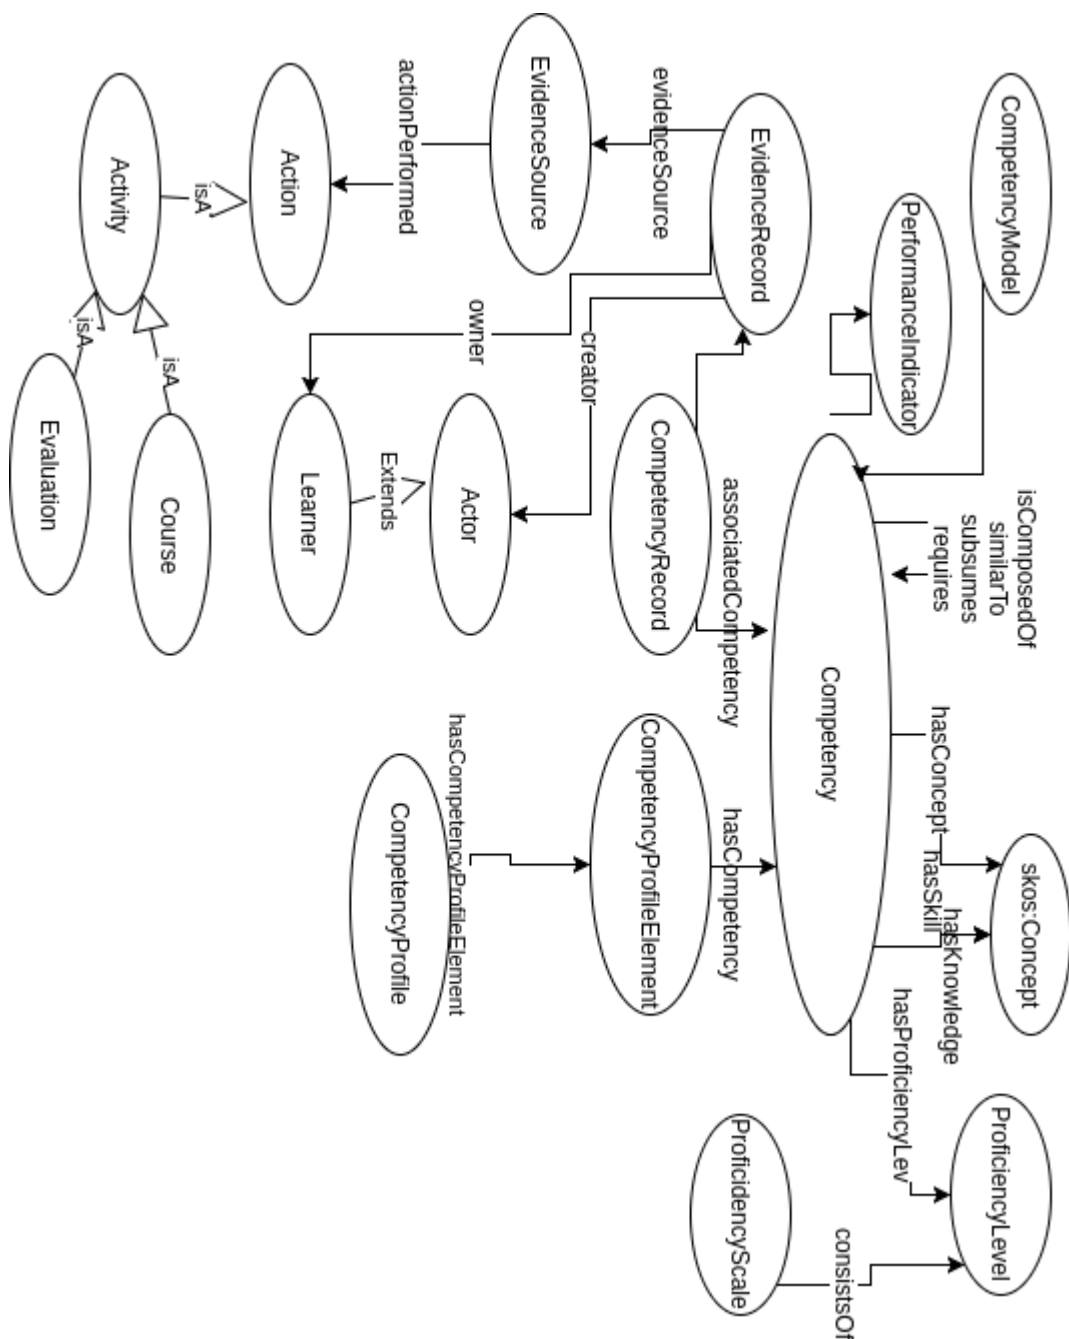 CompetencyModel
isComposedOf
similarTo
subsumes
requires
skos:Concept
ProficiencyLevel
hasConcept
hasKnowledge
hasSkill
PerformanceIndicator
hasProficiencyLev
consistsOf
Competency
EvidenceRecord
ProficidencyScale
associatedCompetency
hasCompetency
evidenceSource
CompetencyRecord
CompetencyProfileElement
creator
EvidenceSource
owner
Actor
hasCompetencyProfileElement
actionPerformed
Extends
CompetencyProfile
Learner
Action
isA
isA
Course
Activity
isA
Evaluation